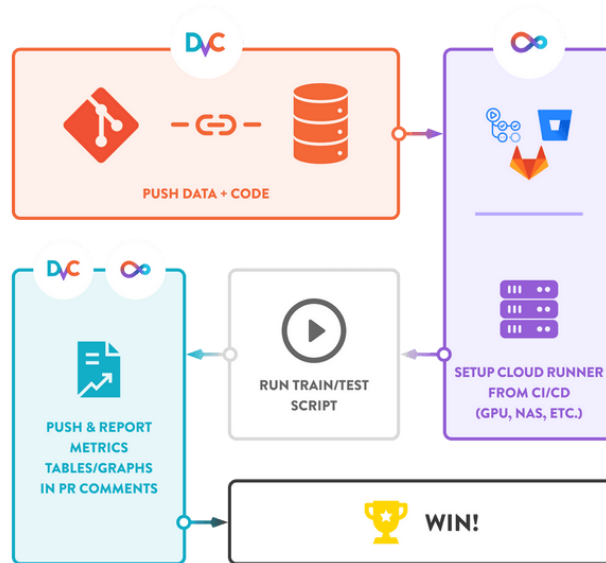 DVC
PUSH DATA + CODE
SETUP CLOUD RUNNER
FROM CI/CD
(GPU, NAS, ETC.)
RUN TRAIN/TEST
SCRIPT
DVC
PUSH & REPORT
METRICS
TABLES/GRAPHS
IN PR COMMENTS
WIN!